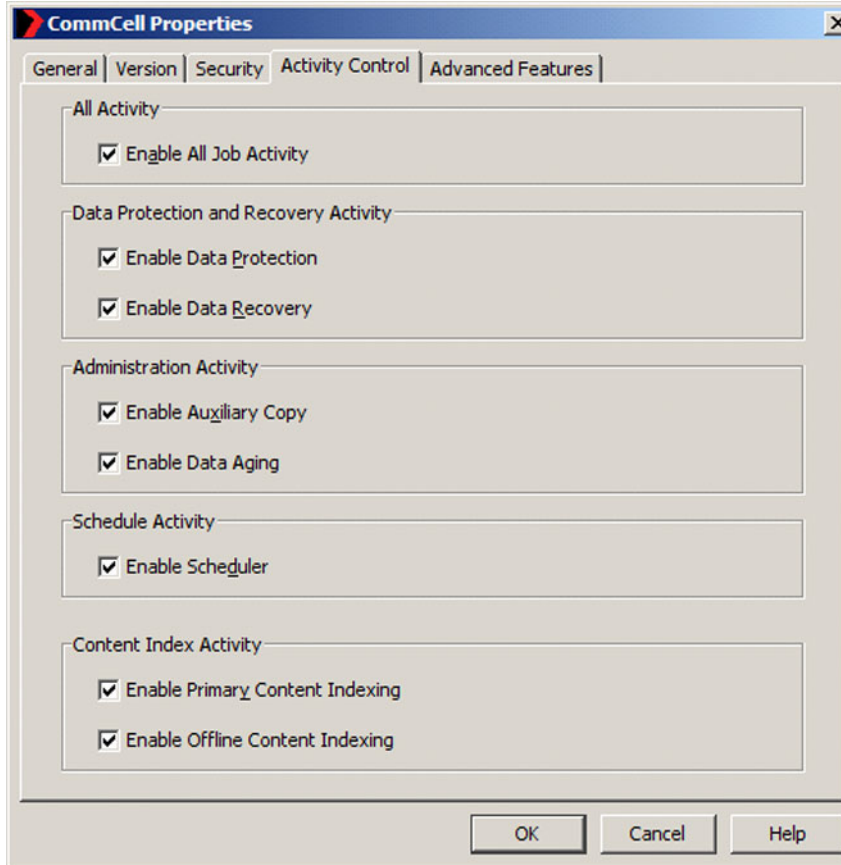 CommCell Properties
General Version Security Activity Control Advanced Features
All Activity
Enable All Job Activity
Data Protection and Recovery Activity
Enable Data Protection
Enable Data Recovery
Administration Activity
Enable Auxiliary Copy
Enable Data Aging
Schedule Activity
Enable Scheduler
Content Index Activity
Enable Primary Content Indexing
Enable Offline Content Indexing
OK Cancel Help